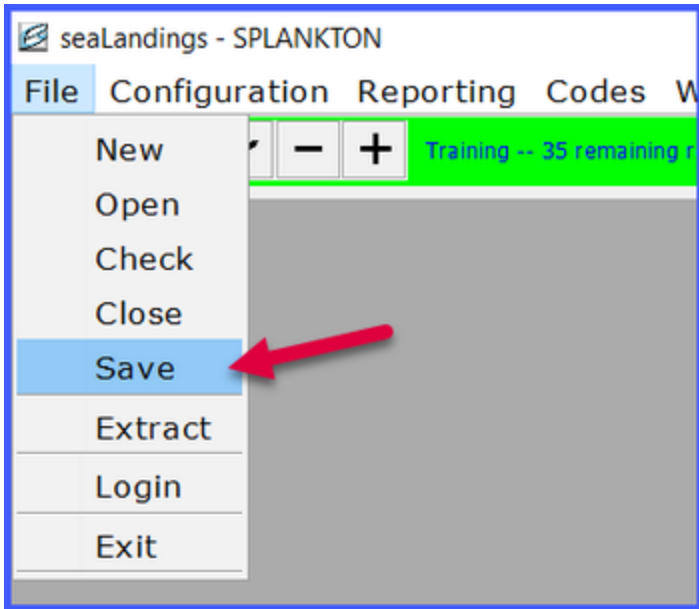 seaLandings - SPLANKTON
File Configuration Reporting Codes
New
Training -- 35 remaining
Open
Check
Close
Save
Extract
Login
Exit